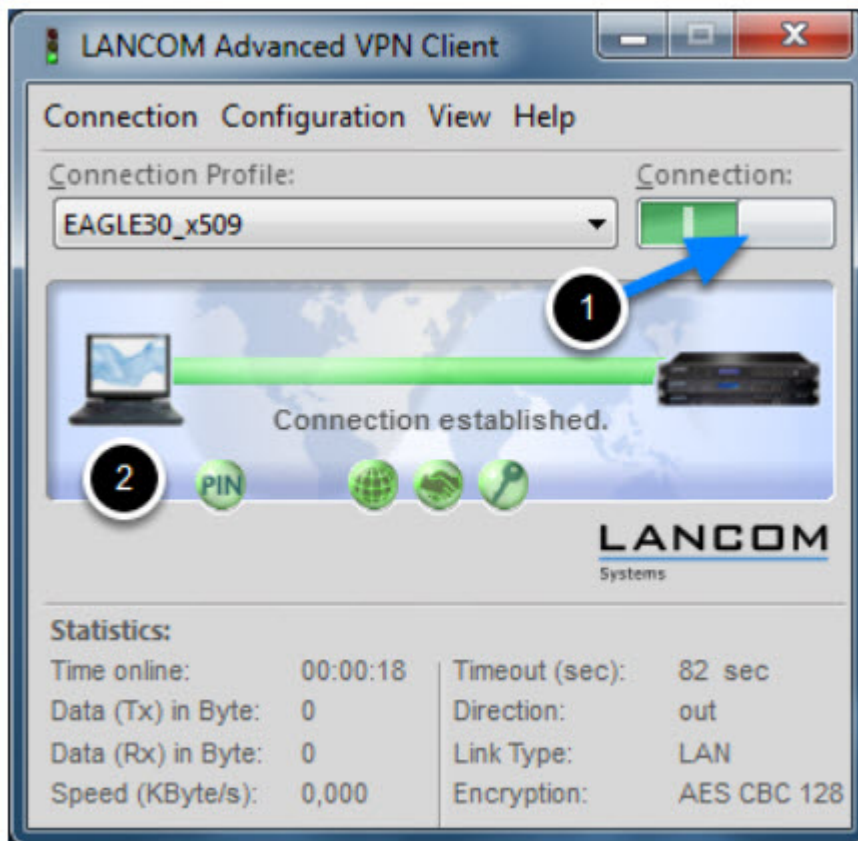 LANCOM Advanced VPN Client
Connection Configuration View Help
Connection Profile: Connection:
EAGLE30_x509
1
Connection established.
2
PIN
LANCOM
Systems
Statistics:
Time online: 00:00:18 Timeout (sec): 82 sec
Data (Tx) in Byte: 0 Direction: out
Data (Rx) in Byte: 0 Link Type: LAN
Speed (KByte/s): 0,000 Encryption: AES CBC 128